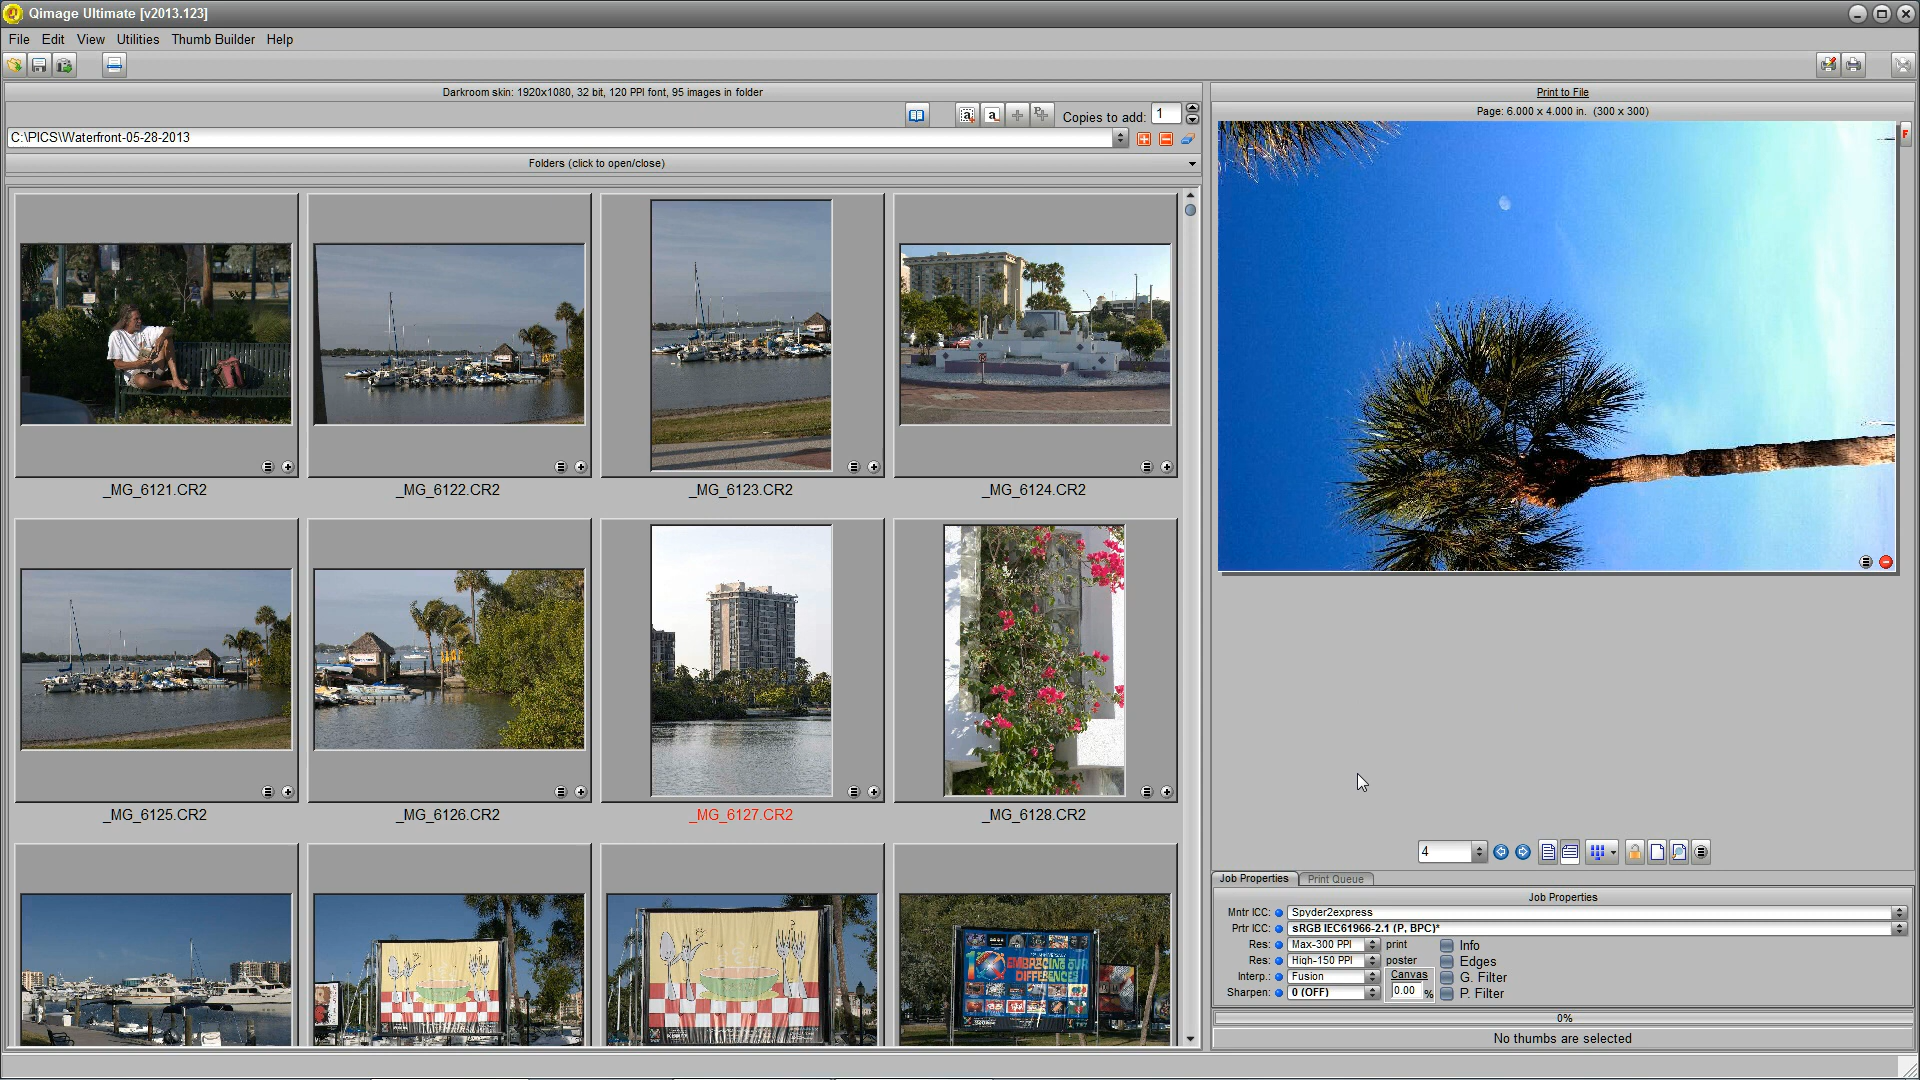 Qimage Ultimate [v2013.123]
File Edit View Utilities Thumb Builder Help
Darkroom skin: 1920x1080, 32 bit, 120 PPI font, 95 images in folder
Copies to add: 1
C:\PICS\Waterfront-05-28-2013
Folders (click to open/close)
_MG_6121.CR2
_MG_6122.CR2
_MG_6123.CR2
_MG_6124.CR2
_MG_6125.CR2
_MG_6126.CR2
_MG_6127.CR2
_MG_6128.CR2
EMBRACING OUR
DIFFERENCES
Print to File
Page: 6.000 x 4.000 in. (300 x 300)
F
4
Job Properties Print Queue
Job Properties
Mntr ICC: Spyder2express
Prtr ICC: sRGB IEC61966-2.1 (P, BPC)*
Res: Max-300 PPI print Info
Res: High-150 PPI poster Edges
Interp.: Fusion Canvas G. Filter
Sharpen: 0 (OFF) 0.00 % P. Filter
0%
No thumbs are selected